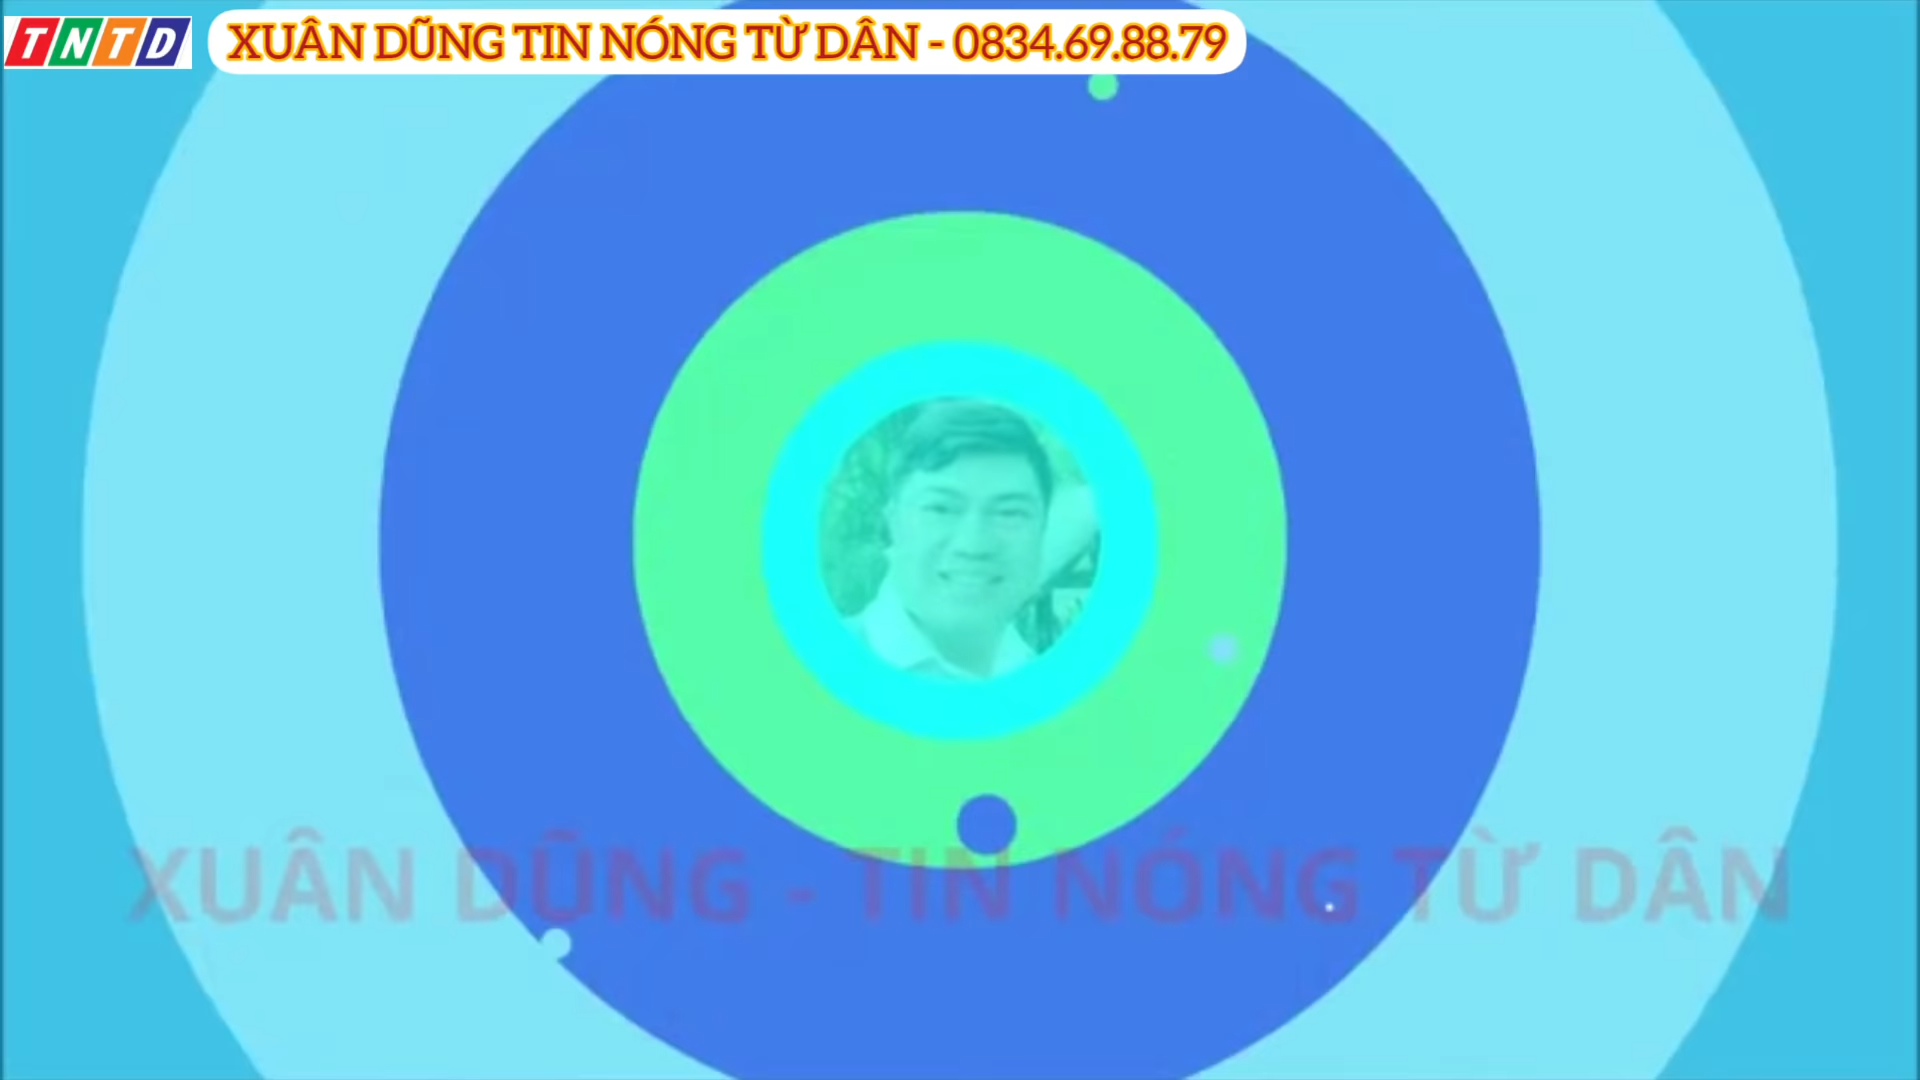 TNTD
XUÂN DŨNG TIN NÓNG TỪ DÂN - 0834.69.88.79
XUÂN DŨNG - TIN NÓNG TỪ DÂN